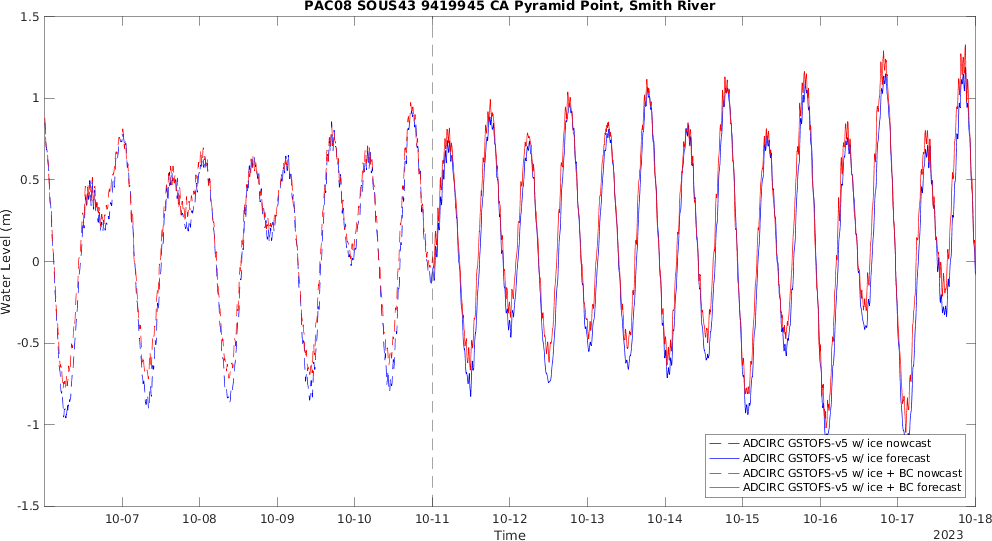 PAC08 SOUS43 9419945 CA Pyramid Point, Smith River
1.5
1
0.5
0
-0.5
-1
-1.5
Water Level (m)
ADCIRC GSTOFS-v5 w/ ice nowcast
ADCIRC GSTOFS-v5 w/ ice forecast
ADCIRC GSTOFS-v5 w/ ice + BC nowcast
ADCIRC GSTOFS-v5 w/ ice + BC forecast
10-07 10-08 10-09 10-10 10-11 10-12 10-13 10-14 10-15 10-16 10-17 10-18
Time
2023